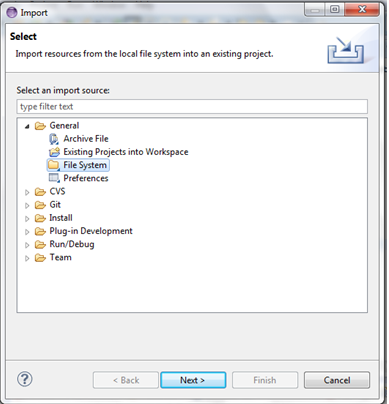 Import
Select
Import resources from the local file system into an existing project.
Select an import source:
type filter text
General
Archive File
Existing Projects into Workspace
File System
Preferences
CVS
Git
Install
Plug-in Development
Run/Debug
Team
? < Back Next > Finish Cancel